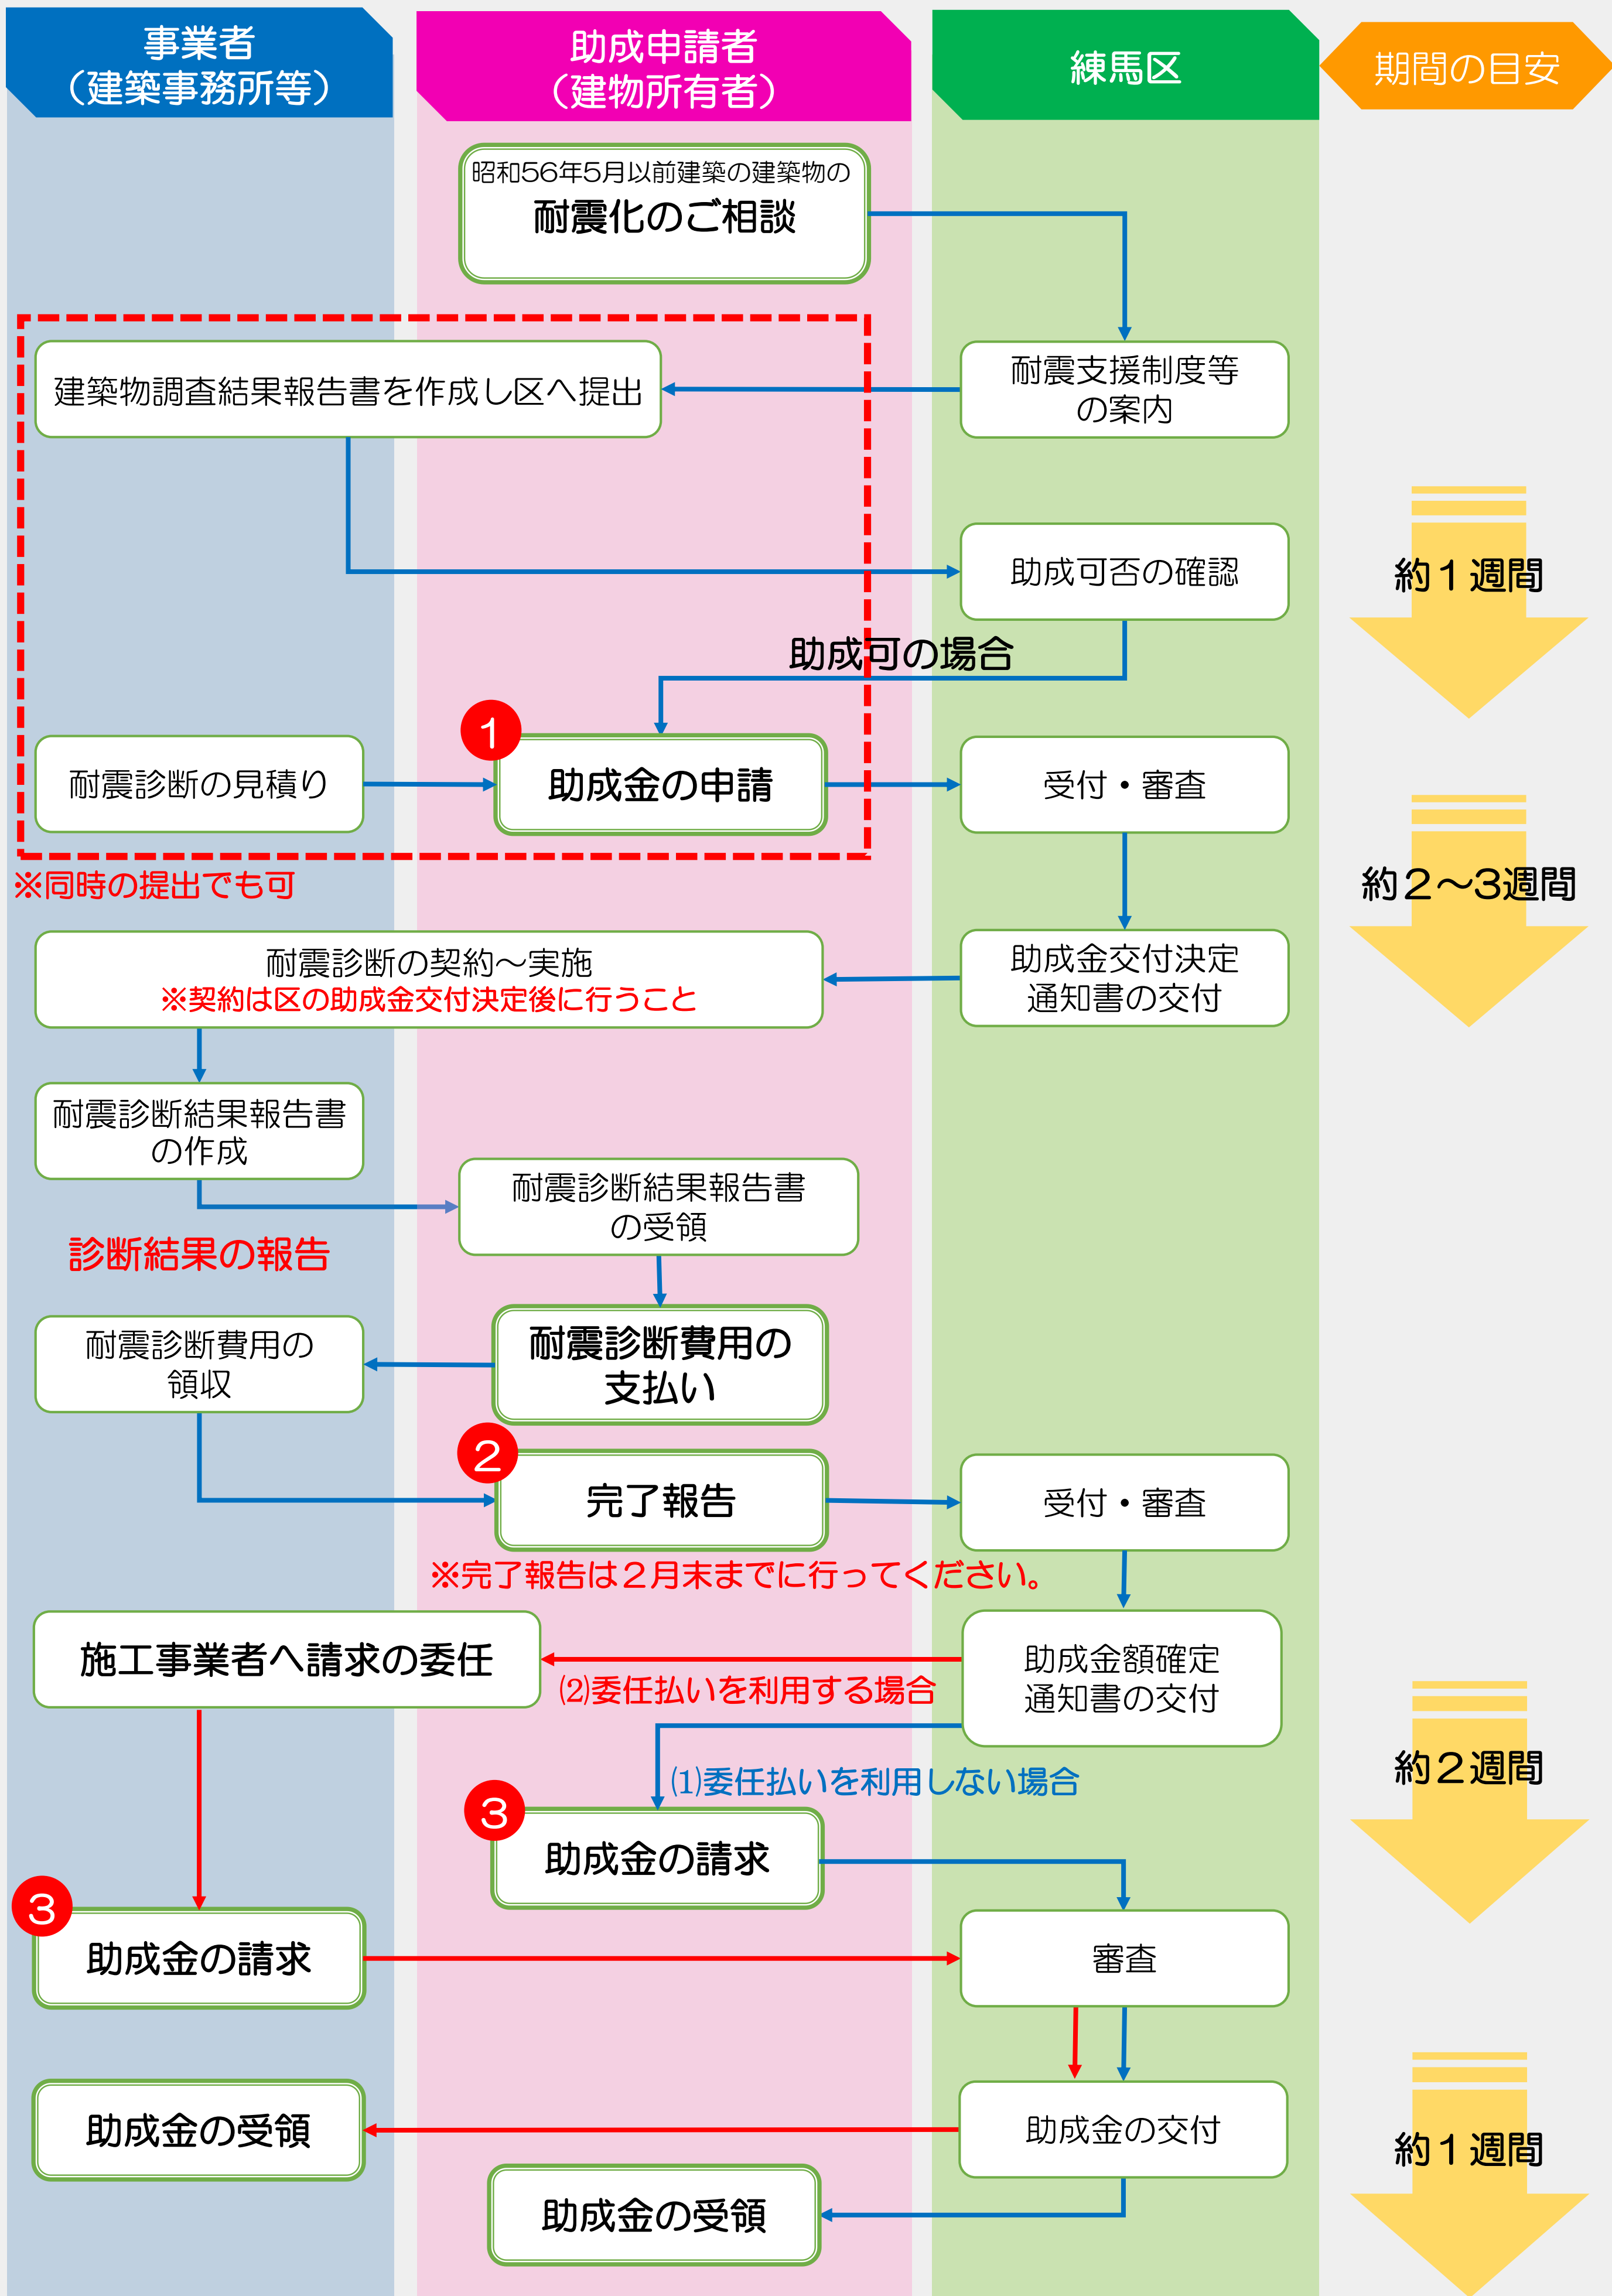 事業者
（建築事務所等）
助成申請者
（建物所有者）
練馬区
期間の目安
昭和56年5月以前建築の建築物の
耐震化のご相談
建築物調査結果報告書を作成し区へ提出
耐震支援制度等
の案内
助成可否の確認
約１週間
助成可の場合
1
耐震診断の見積り
助成金の申請
受付・審査
※同時の提出でも可
約２～３週間
耐震診断の契約～実施
※契約は区の助成金交付決定後に行うこと
助成金交付決定
通知書の交付
耐震診断結果報告書
の作成
耐震診断結果報告書
の受領
診断結果の報告
耐震診断費用の
領収
耐震診断費用の
支払い
2
完了報告
受付・審査
※完了報告は２月末までに行ってください。
施工事業者へ請求の委任
⑵委任払いを利用する場合
助成金額確定
通知書の交付
約２週間
⑴委任払いを利用しない場合
3
助成金の請求
3
助成金の請求
審査
助成金の受領
助成金の交付
約１週間
助成金の受領